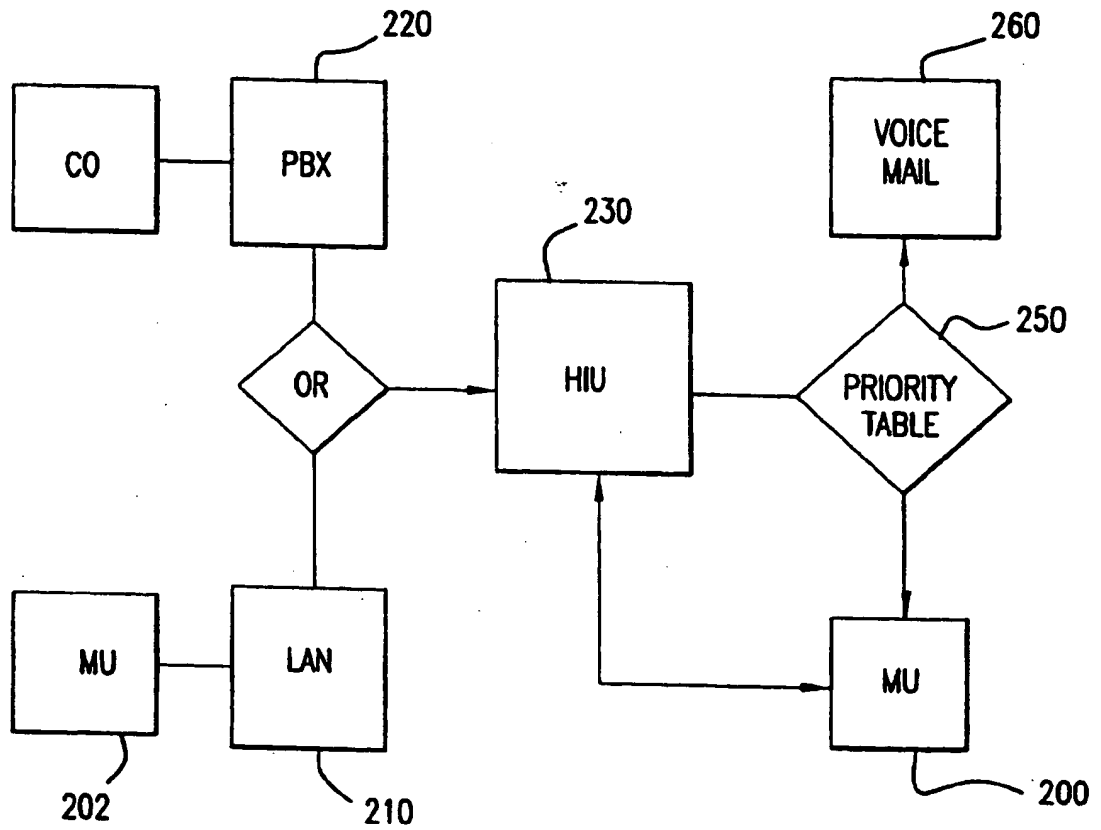 220
260
CO
PBX
VOICE
MAIL
230
250
OR
HIU
PRIORITY
TABLE
MU
LAN
MU
202
210
200